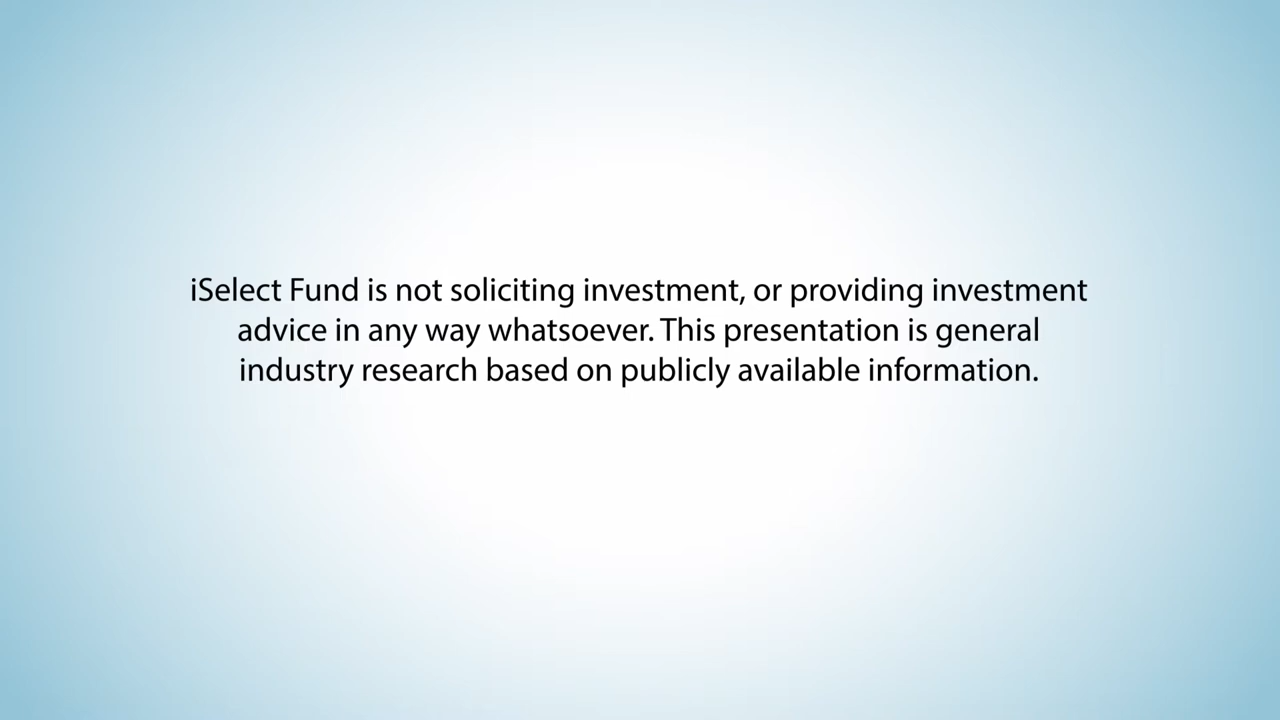 iSelect Fund is not soliciting investment, or providing investment
advice in any way whatsoever. This presentation is general
industry research based on publicly available information.